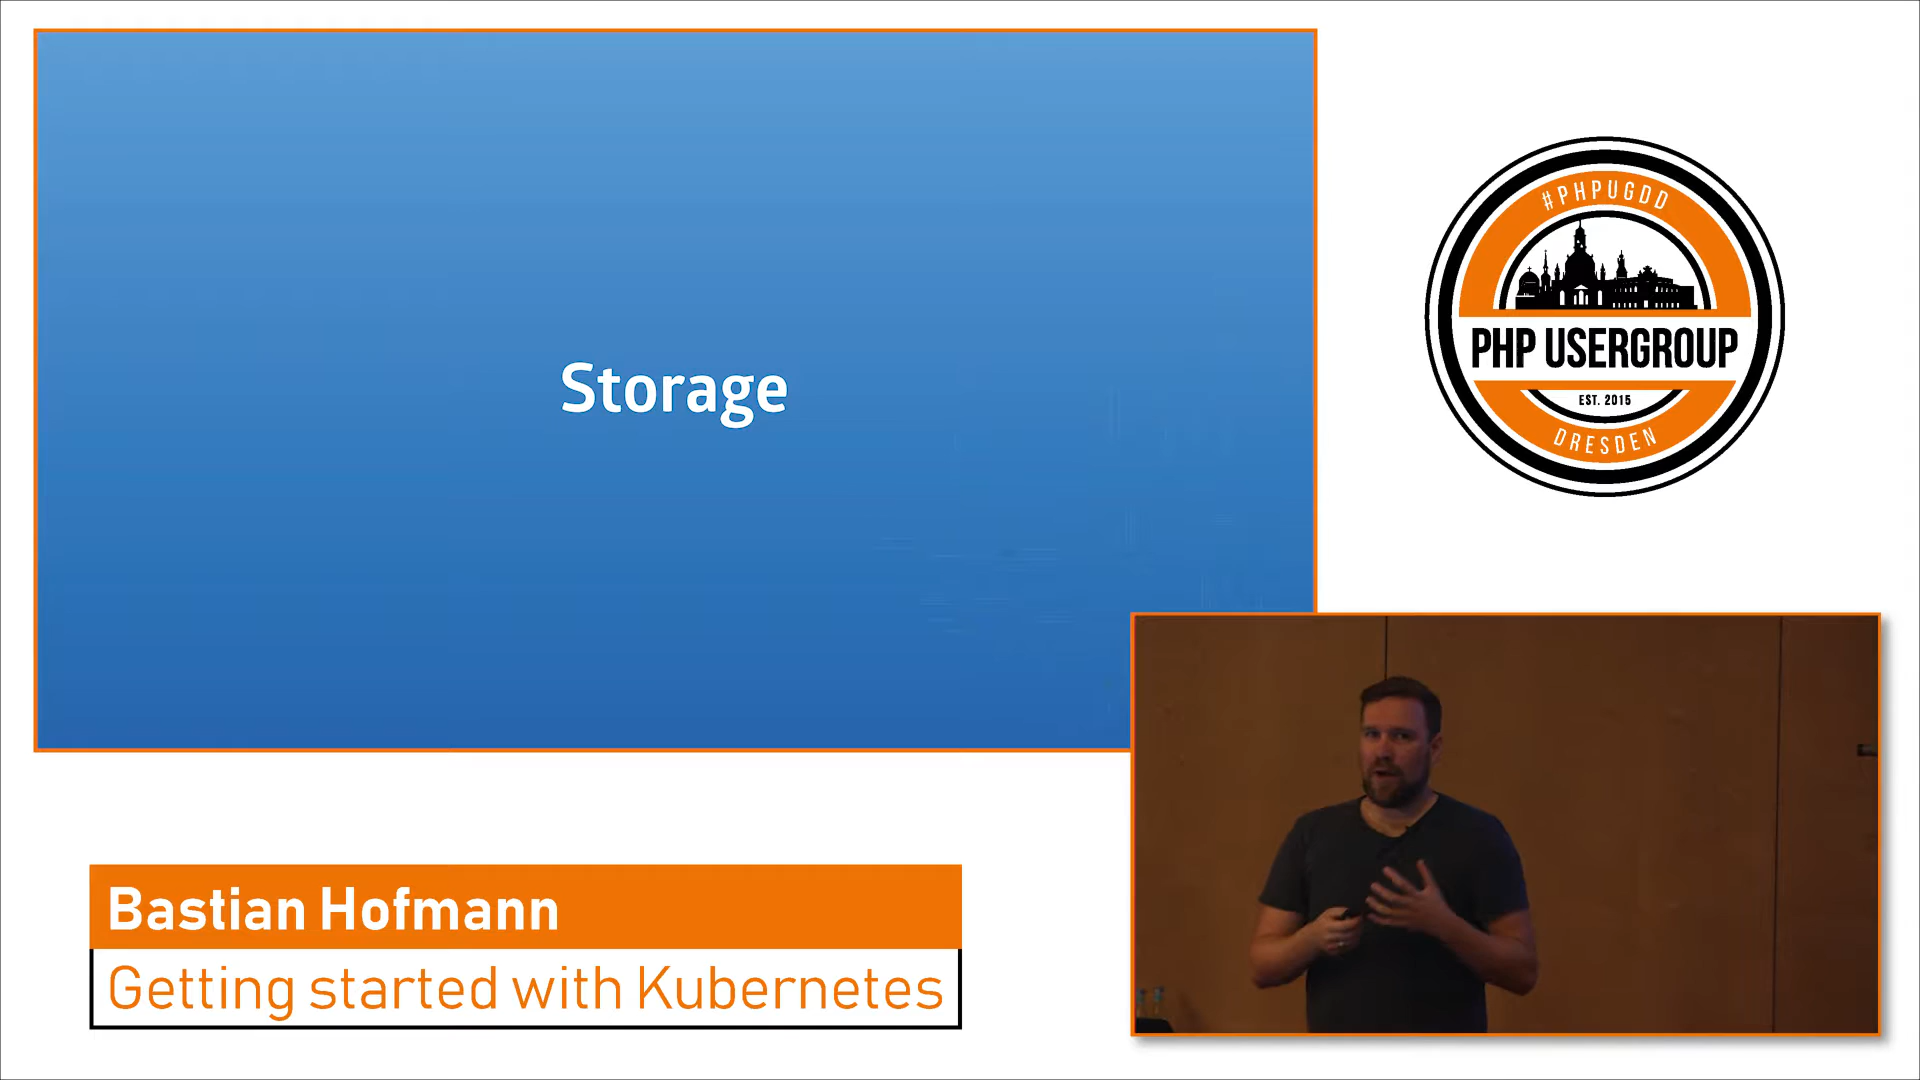 Storage
#PHPUGDD
PHP USERGROUP
EST. 2015
DRESDEN
Bastian Hofmann
Getting started with Kubernetes